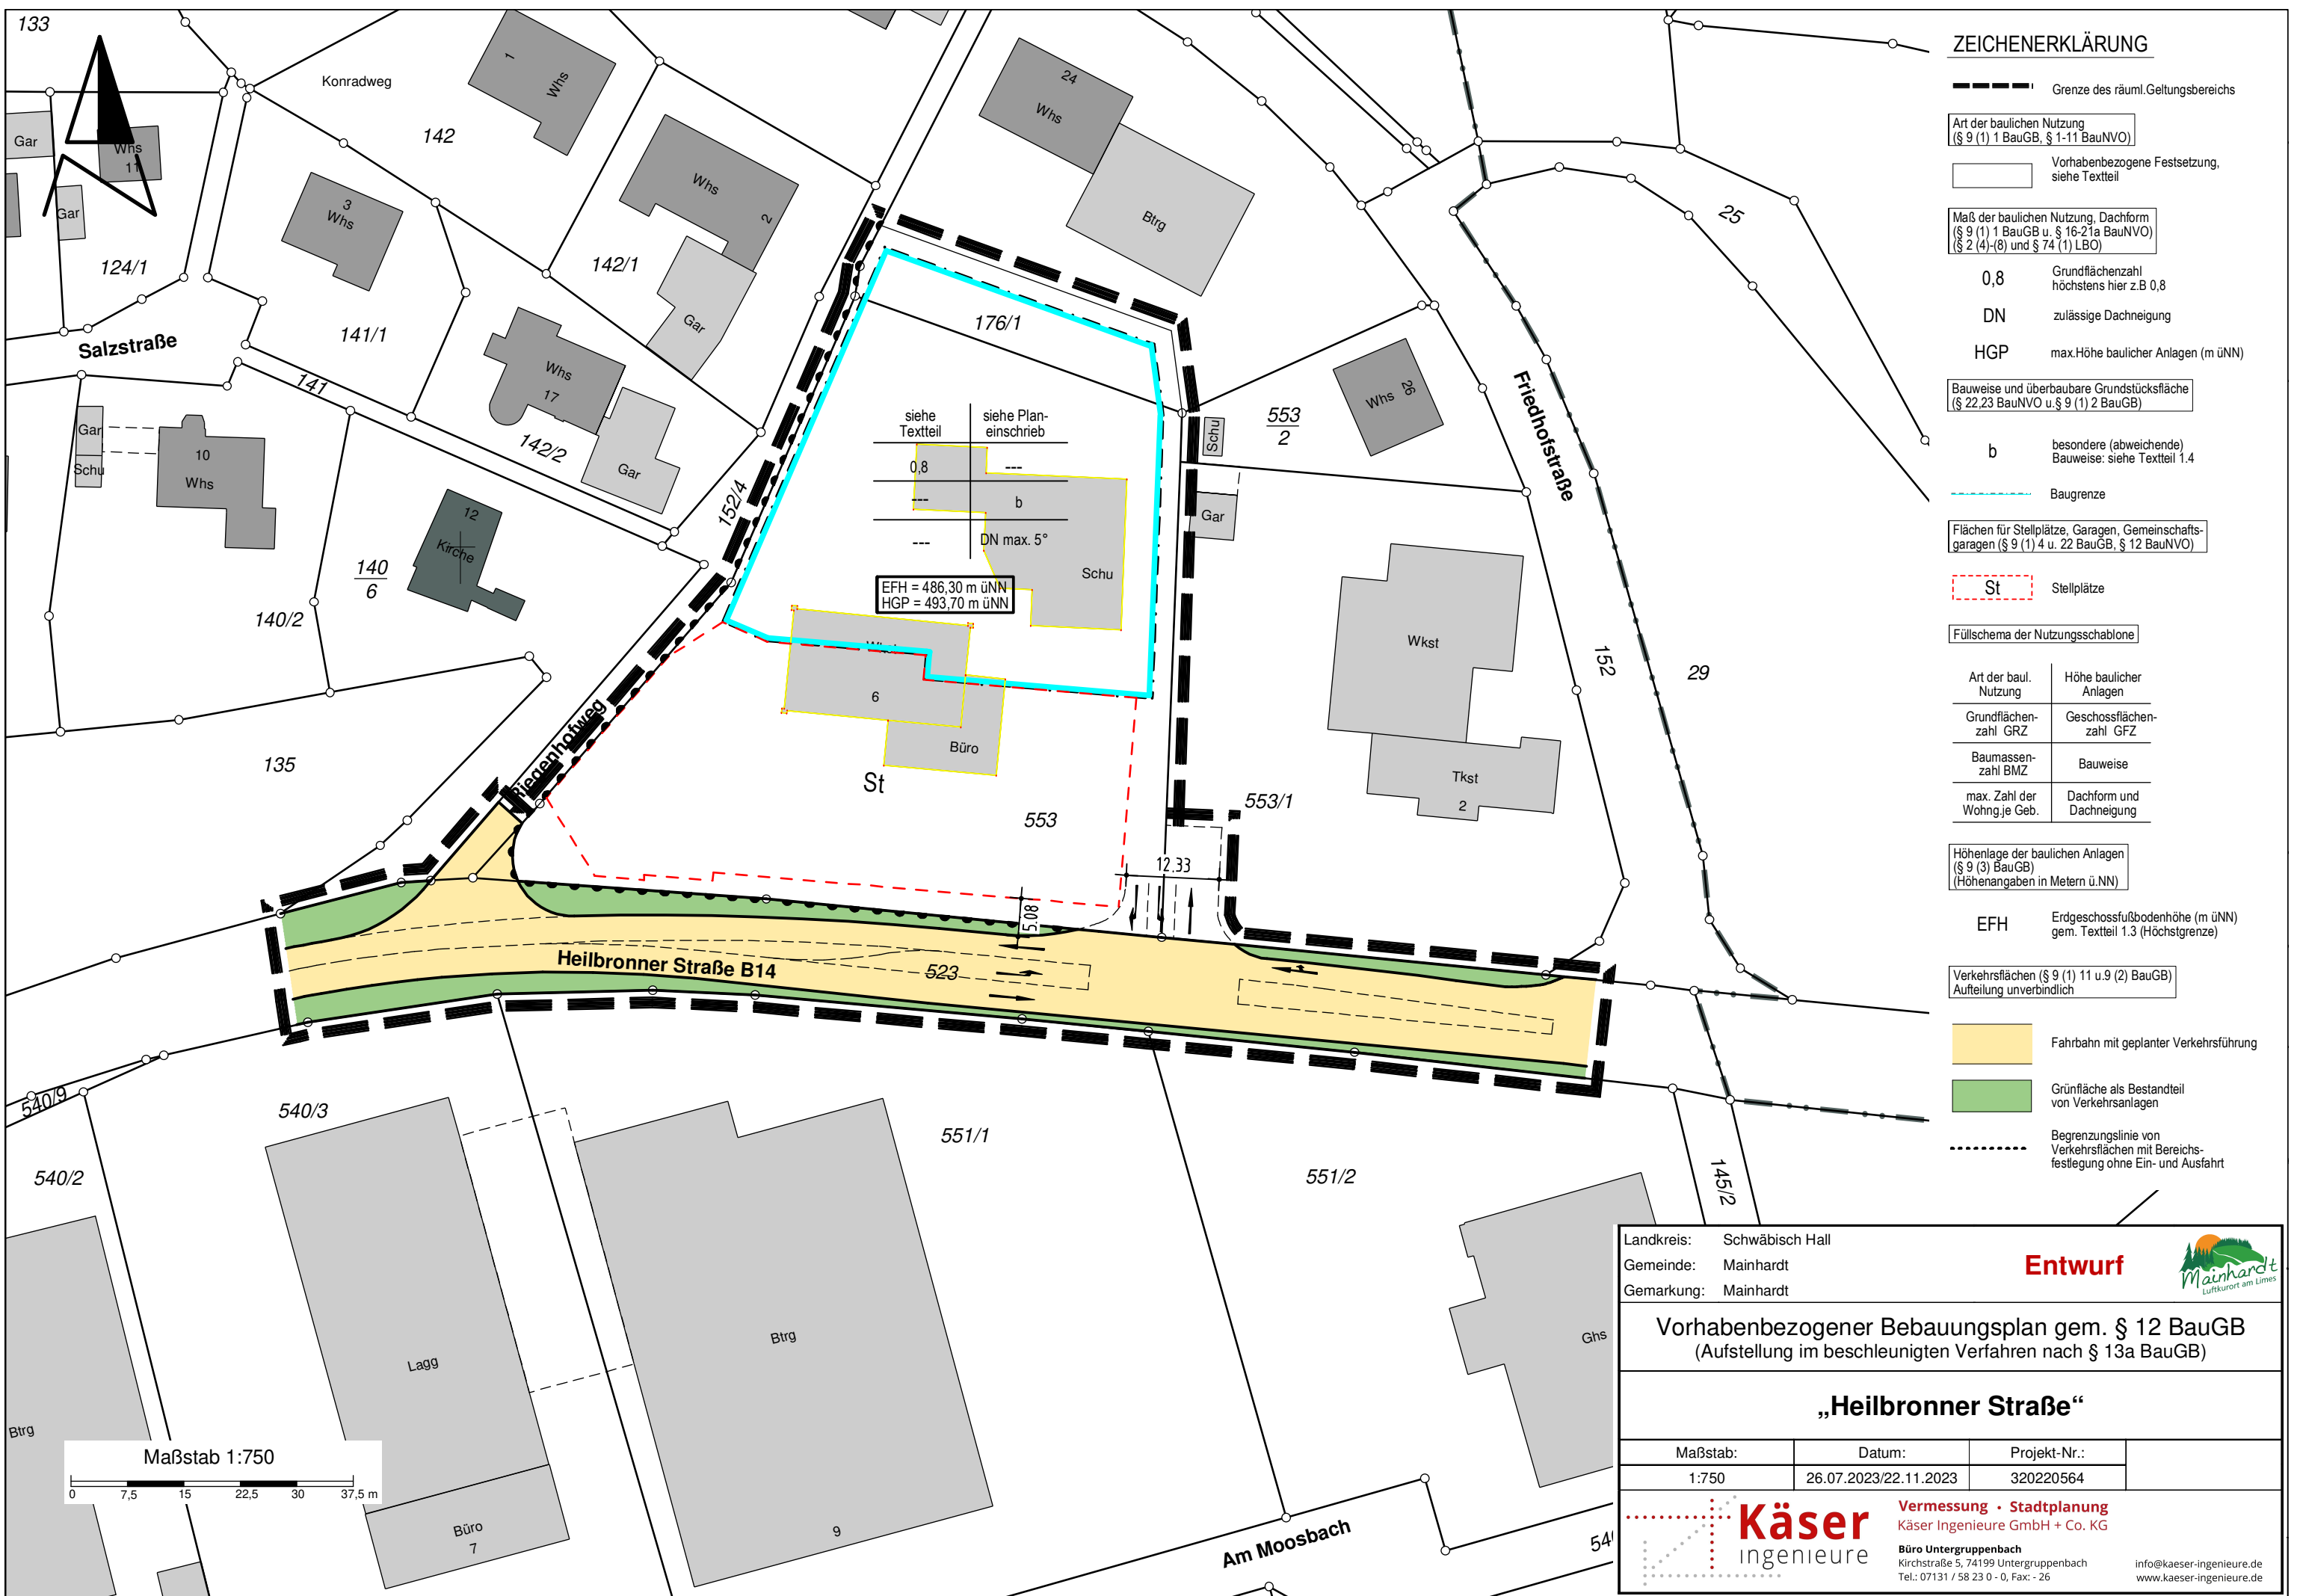 133
Konradweg
142
1
Whs
24
Whs
Btrg
Gar
Whs
11
Gar
124/1
3
Whs
141/1
Whs
2
142/1
Gar
Salzstraße
141
Whs
17
142/2
Gar
Gar
Schu
10
Whs
12
Kirche
140
6
140/2
135
152/4
Riegenhofweg
176/1
siehe
Textteil
siehe Plan-
einschrieb
0,8
---
---
b
---
DN max. 5°
Schu
EFH = 486,30 m üNN
HGP = 493,70 m üNN
6
Büro
St
553
Schu
Gar
553
2
Whs
26
Friedhofstraße
25
29
152
Wkst
Tkst
2
553/1
12.33
5.08
Heilbronner Straße B14
523
540/9
540/3
540/2
551/1
551/2
145/2
Btrg
Lagg
Büro
7
Btrg
9
Ghs
Am Moosbach
54
Maßstab 1:750
0 7,5 15 22,5 30 37,5 m
ZEICHENERKLÄRUNG
Grenze des räuml.Geltungsbereichs
Art der baulichen Nutzung
(§ 9 (1) 1 BauGB, § 1-11 BauNVO)
Vorhabenbezogene Festsetzung,
siehe Textteil
Maß der baulichen Nutzung, Dachform
(§ 9 (1) 1 BauGB u. § 16-21a BauNVO)
(§ 2 (4)-(8) und § 74 (1) LBO)
0,8
Grundflächenzahl
höchstens hier z.B 0,8
DN
zulässige Dachneigung
HGP
max.Höhe baulicher Anlagen (m üNN)
Bauweise und überbaubare Grundstücksfläche
(§ 22,23 BauNVO u.§ 9 (1) 2 BauGB)
b
besondere (abweichende)
Bauweise: siehe Textteil 1.4
Baugrenze
Flächen für Stellplätze, Garagen, Gemeinschafts-
garagen (§ 9 (1) 4 u. 22 BauGB, § 12 BauNVO)
St
Stellplätze
Füllschema der Nutzungsschablone
Art der baul.
Nutzung
Höhe baulicher
Anlagen
Grundflächen-
zahl GRZ
Geschossflächen-
zahl GFZ
Baumassen-
zahl BMZ
Bauweise
max. Zahl der
Wohng.je Geb.
Dachform und
Dachneigung
Höhenlage der baulichen Anlagen
(§ 9 (3) BauGB)
(Höhenangaben in Metern ü.NN)
EFH
Erdgeschossfußbodenhöhe (m üNN)
gem. Textteil 1.3 (Höchstgrenze)
Verkehrsflächen (§ 9 (1) 11 u.9 (2) BauGB)
Aufteilung unverbindlich
Fahrbahn mit geplanter Verkehrsführung
Grünfläche als Bestandteil
von Verkehrsanlagen
Begrenzungslinie von
Verkehrsflächen mit Bereichs-
festlegung ohne Ein- und Ausfahrt
Landkreis: Schwäbisch Hall
Gemeinde: Mainhardt
Gemarkung: Mainhardt
Entwurf
Mainhardt
Luftkurort am Limes
Vorhabenbezogener Bebauungsplan gem. § 12 BauGB
(Aufstellung im beschleunigten Verfahren nach § 13a BauGB)
„Heilbronner Straße“
Maßstab: Datum: Projekt-Nr.:
1:750 26.07.2023/22.11.2023 320220564
Käser
ingenieure
Vermessung • Stadtplanung
Käser Ingenieure GmbH + Co. KG
Büro Untergruppenbach
Kirchstraße 5, 74199 Untergruppenbach
Tel.: 07131 / 58 23 0 - 0, Fax: - 26
info@kaeser-ingenieure.de
www.kaeser-ingenieure.de